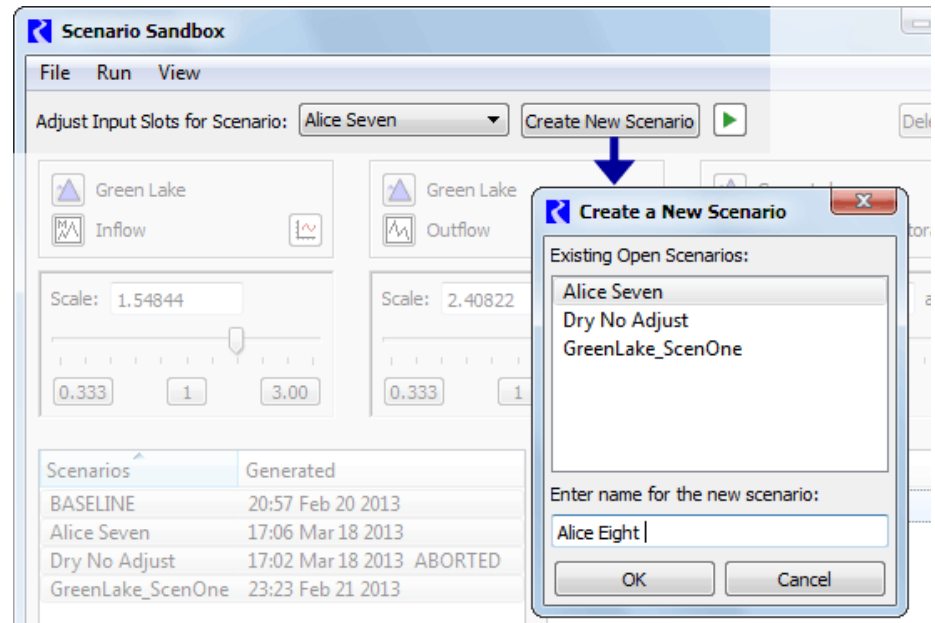 Scenario Sandbox
File Run View
Adjust Input Slots for Scenario: Alice Seven Create New Scenario
Green Lake
Inflow
Green Lake
Outflow
Scale: 1.54844
0.333 1 3.00
Scale: 2.40822
0.333 1
Scenarios Generated
BASELINE 20:57 Feb 20 2013
Alice Seven 17:06 Mar 18 2013
Dry No Adjust 17:02 Mar 18 2013 ABORTED
GreenLake_ScenOne 23:23 Feb 21 2013
Create a New Scenario
Existing Open Scenarios:
Alice Seven
Dry No Adjust
GreenLake_ScenOne
Enter name for the new scenario:
Alice Eight
OK Cancel